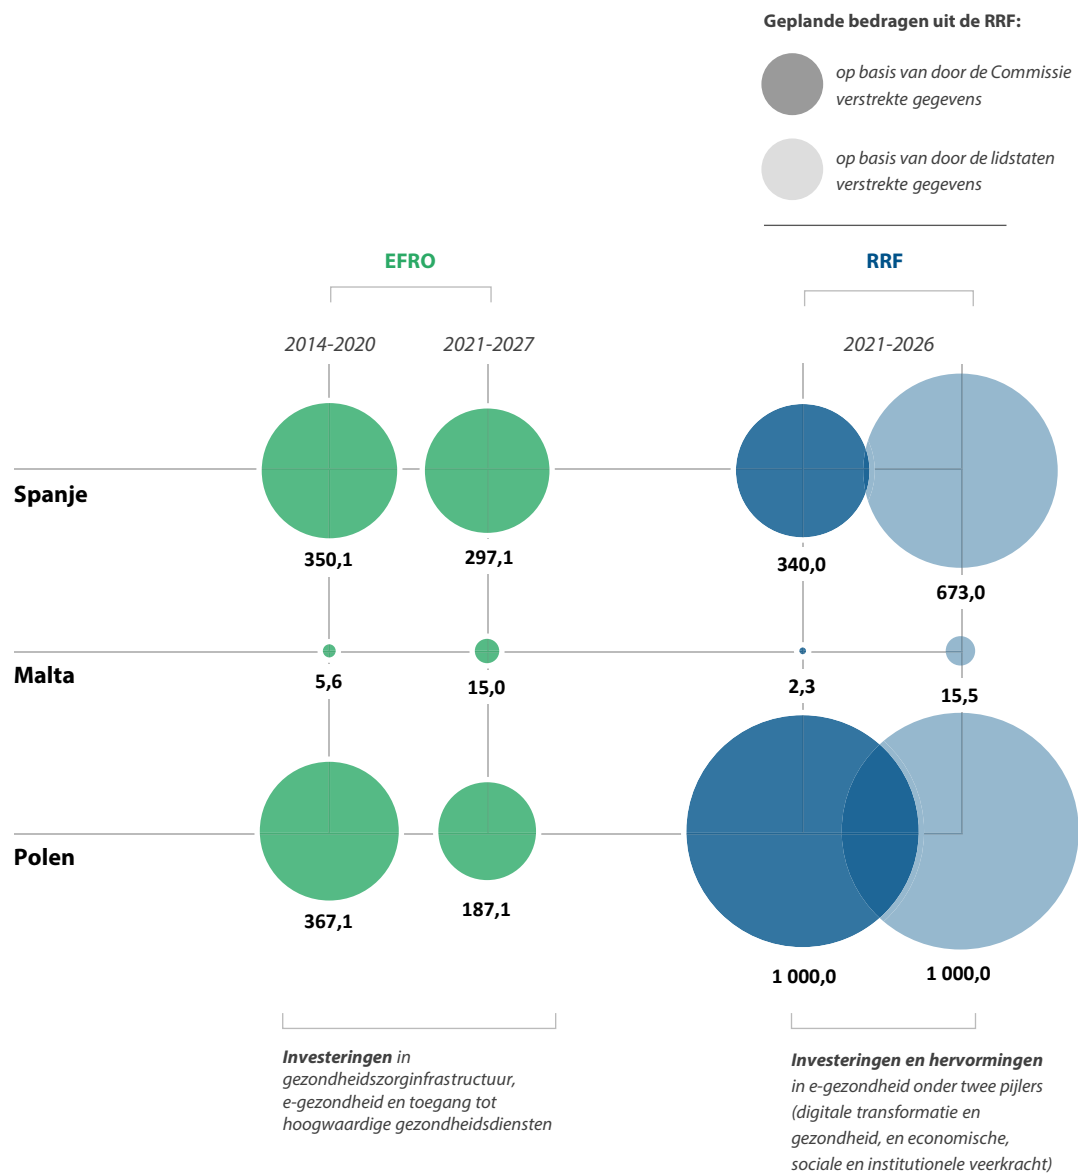 Geplande bedragen uit de RRF:
op basis van door de Commissie
verstrekte gegevens
op basis van door de lidstaten
verstrekte gegevens
EFRO
RRF
2014-2020
2021-2027
2021-2026
Spanje
350,1
297,1
340,0
673,0
Malta
5,6
15,0
2,3
15,5
Polen
367,1
187,1
1 000,0
1 000,0
Investeringen in
gezondheidszorginfrastructuur,
e-gezondheid en toegang tot
hoogwaardige gezondheidsdiensten
Investeringen en hervormingen
in e-gezondheid onder twee pijlers
(digitale transformatie en
gezondheid, en economische,
sociale en institutionele veerkracht)